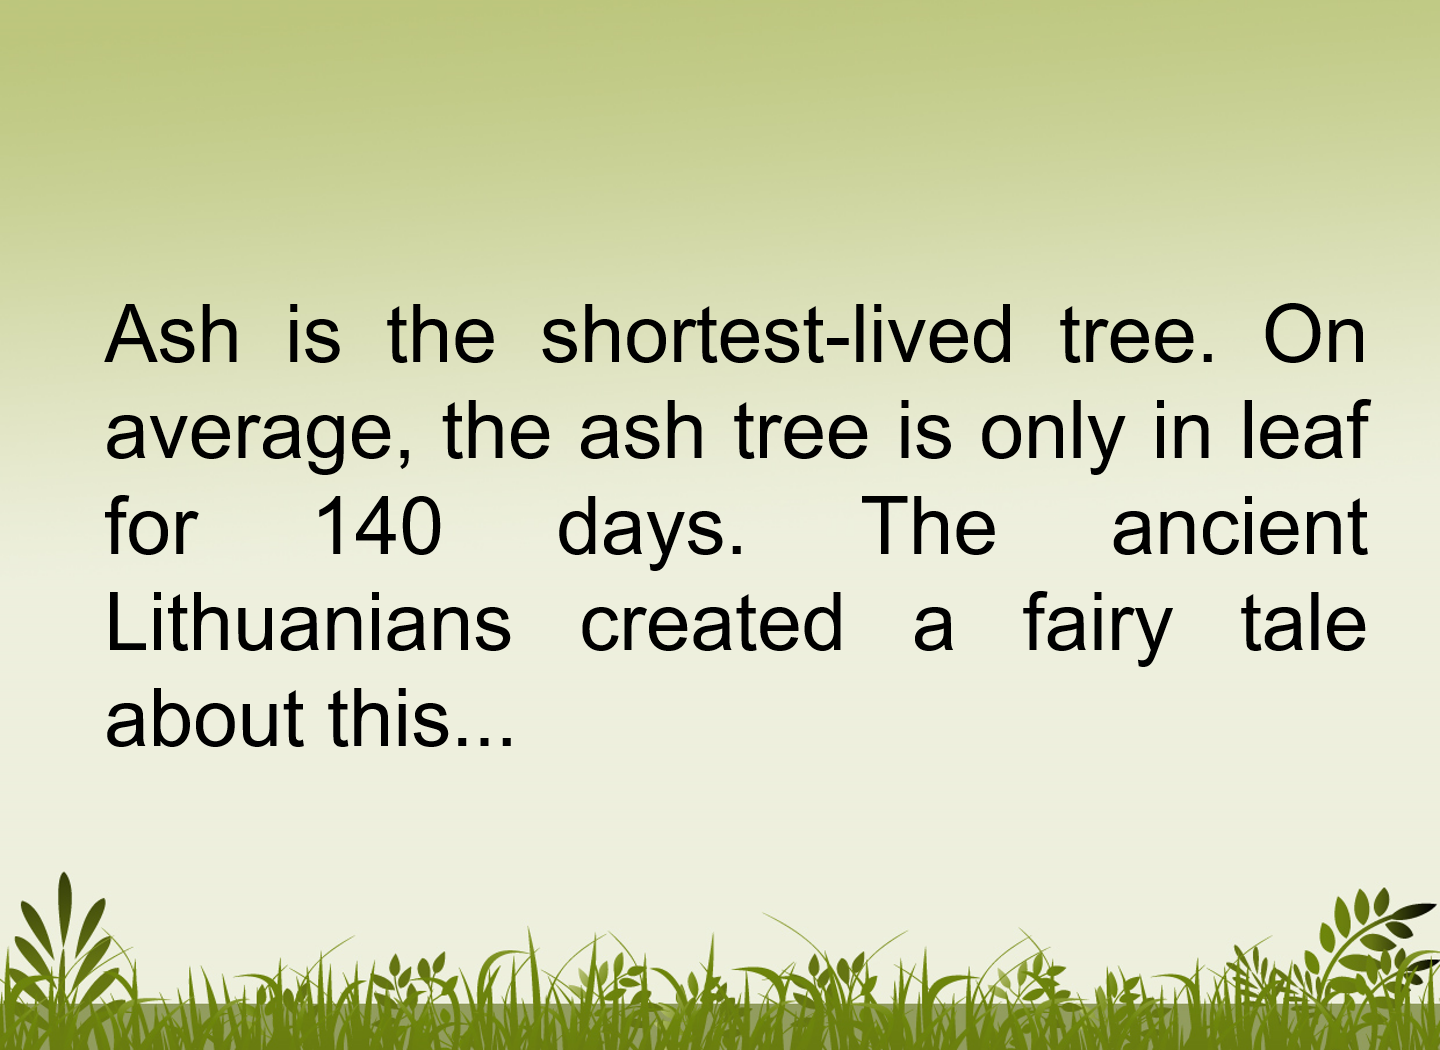 Ash is the shortest-lived tree. On
average, the ash tree is only in leaf
for 140 days. The ancient
Lithuanians created a fairy tale
about this...